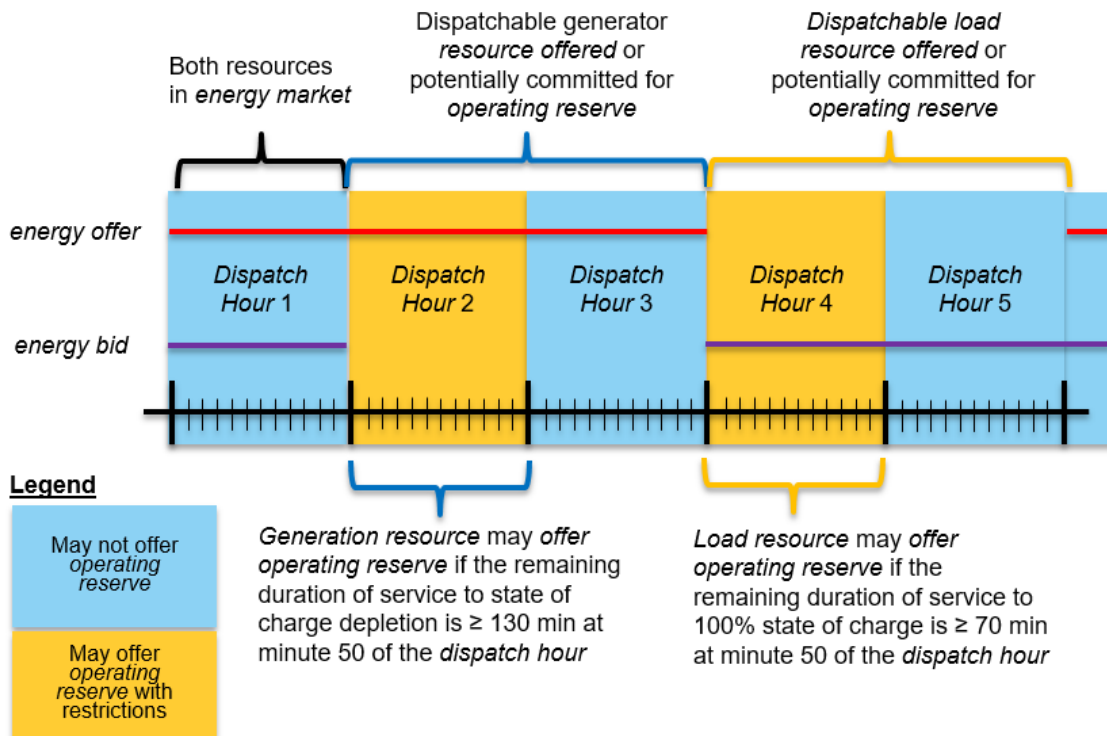 Both resources
in energy market
Dispatchable generator
resource offered or
potentially committed for
operating reserve
Dispatchable load
resource offered or
potentially committed for
operating reserve
energy offer
Dispatch
Hour 1
Dispatch
Hour 2
Dispatch
Hour 3
Dispatch
Hour 4
Dispatch
Hour 5
energy bid
Legend
May not offer
operating
reserve
May offer
operating
reserve with
restrictions
Generation resource may offer
operating reserve if the remaining
duration of service to state of
charge depletion is ≥ 130 min at
minute 50 of the dispatch hour
Load resource may offer
operating reserve if the
remaining duration of service to
100% state of charge is ≥ 70 min
at minute 50 of the dispatch hour